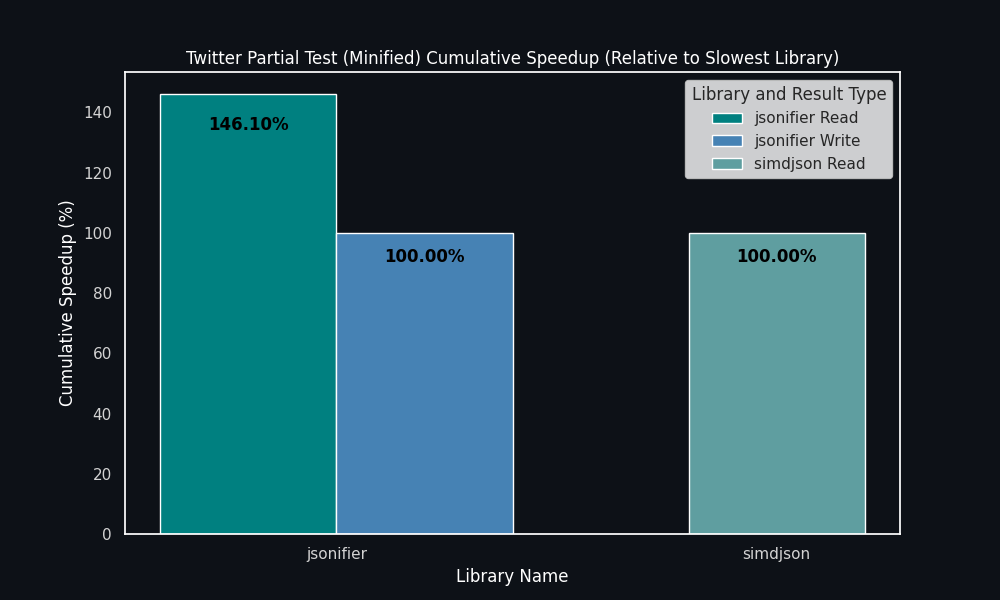 Twitter Partial Test (Minified) Cumulative Speedup (Relative to Slowest Library)
Library and Result Type
jsonifier Read
jsonifier Write
simdjson Read
146.10%
100.00%
100.00%
Cumulative Speedup (%)
140
120
100
80
60
40
20
0
jsonifier
simdjson
Library Name